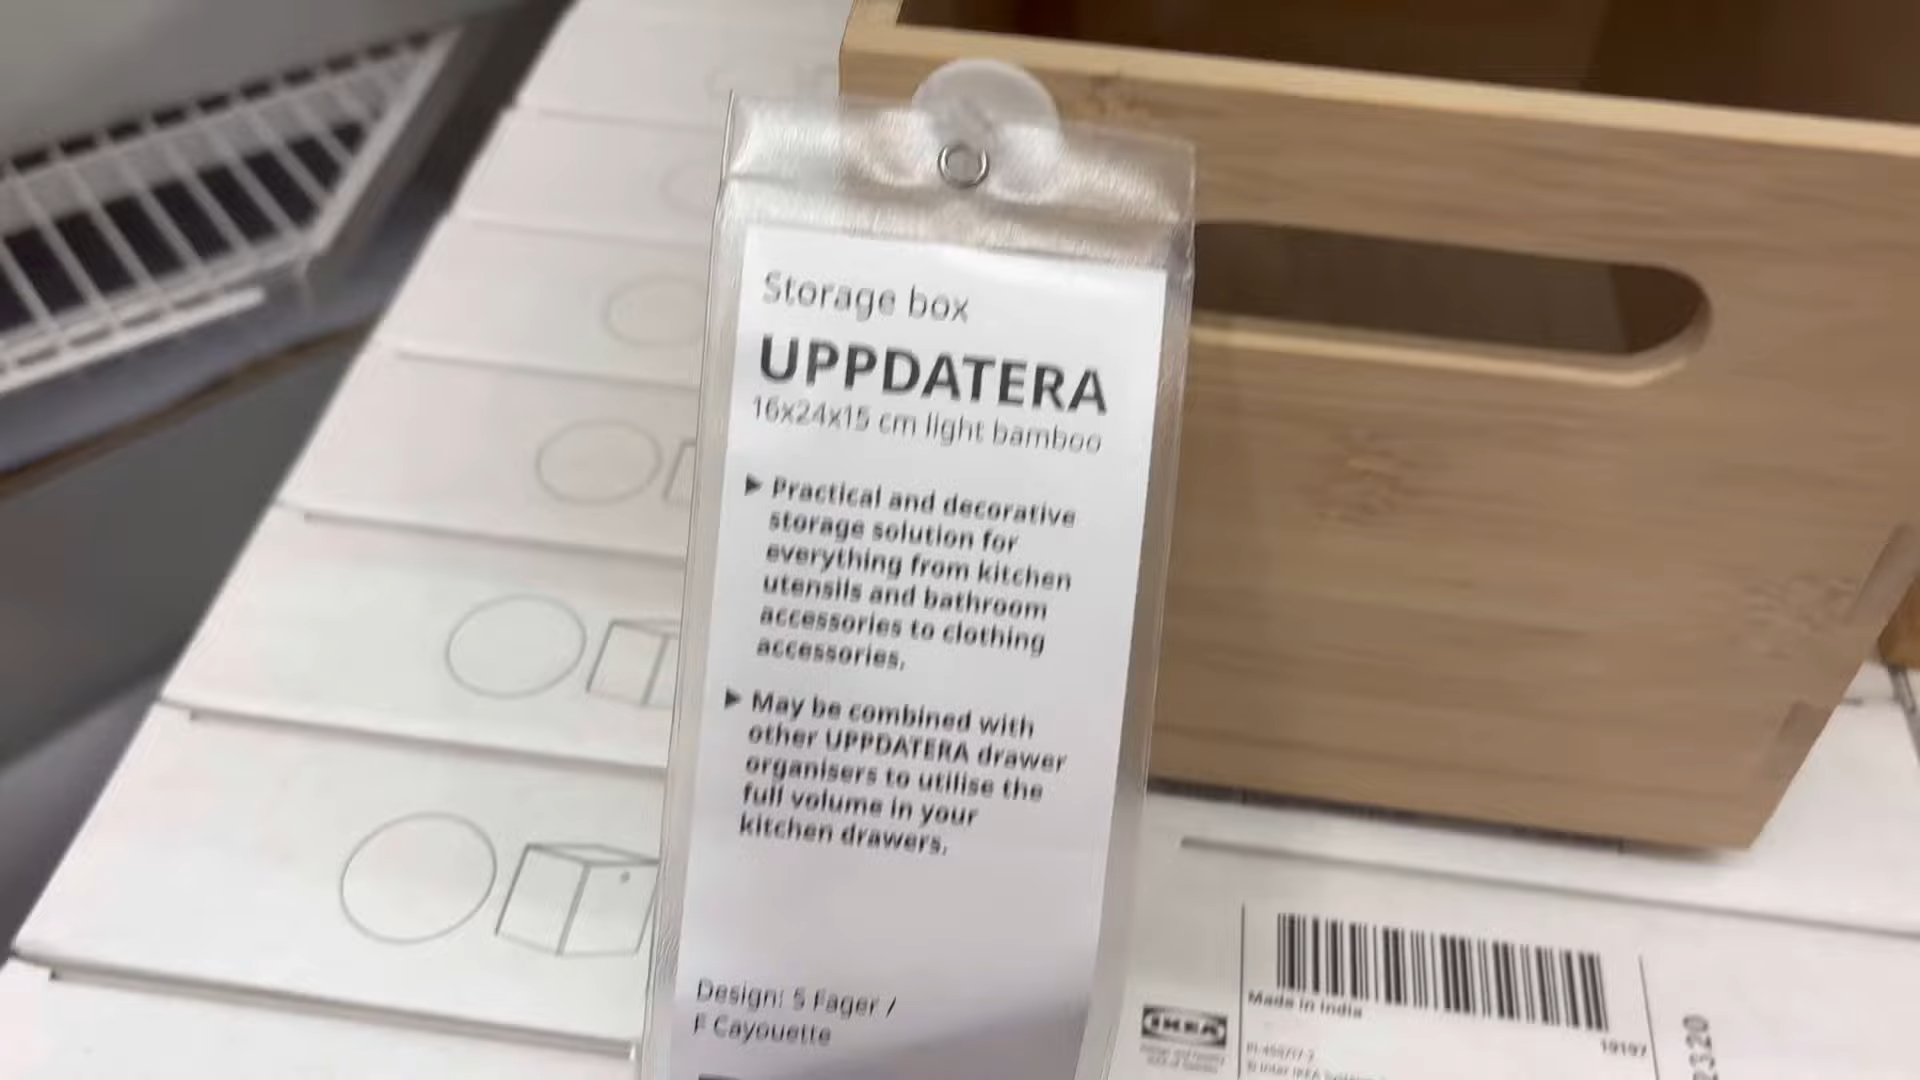 Storage box
UPPDATERA
16x24x15 cm light bamboo
▶ Practical and decorative
storage solution for
everything from kitchen
utensils and bathroom
accessories to clothing
accessories.
▶ May be combined with
other UPPDATERA drawer
organisers to utilise the
full volume in your
kitchen drawers.
Design: S Fager /
F Cayouette
Made in India
19197
IKEA